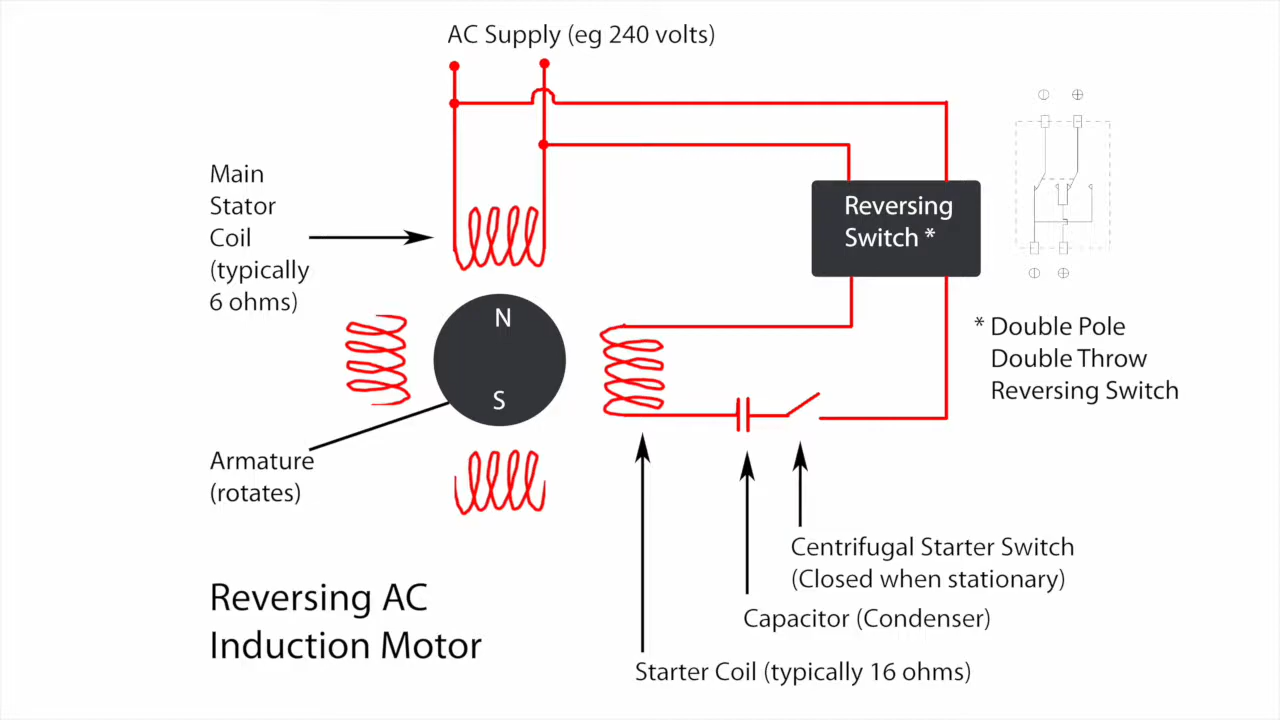 AC Supply (eg 240 volts)
Main
Stator
Coil
(typically
6 ohms)
Reversing
Switch *
N
S
* Double Pole
Double Throw
Reversing Switch
Armature
(rotates)
Centrifugal Starter Switch
(Closed when stationary)
Capacitor (Condenser)
Starter Coil (typically 16 ohms)
Reversing AC
Induction Motor